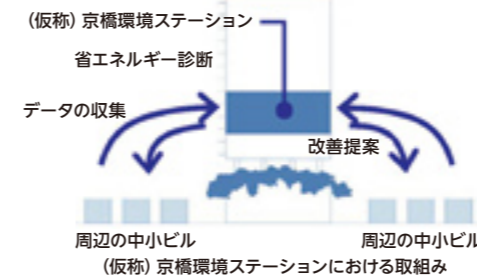 （仮称）京橋環境ステーション
省エネルギー診断
データの収集
改善提案
周辺の中小ビル
周辺の中小ビル
（仮称）京橋環境ステーションにおける取組み